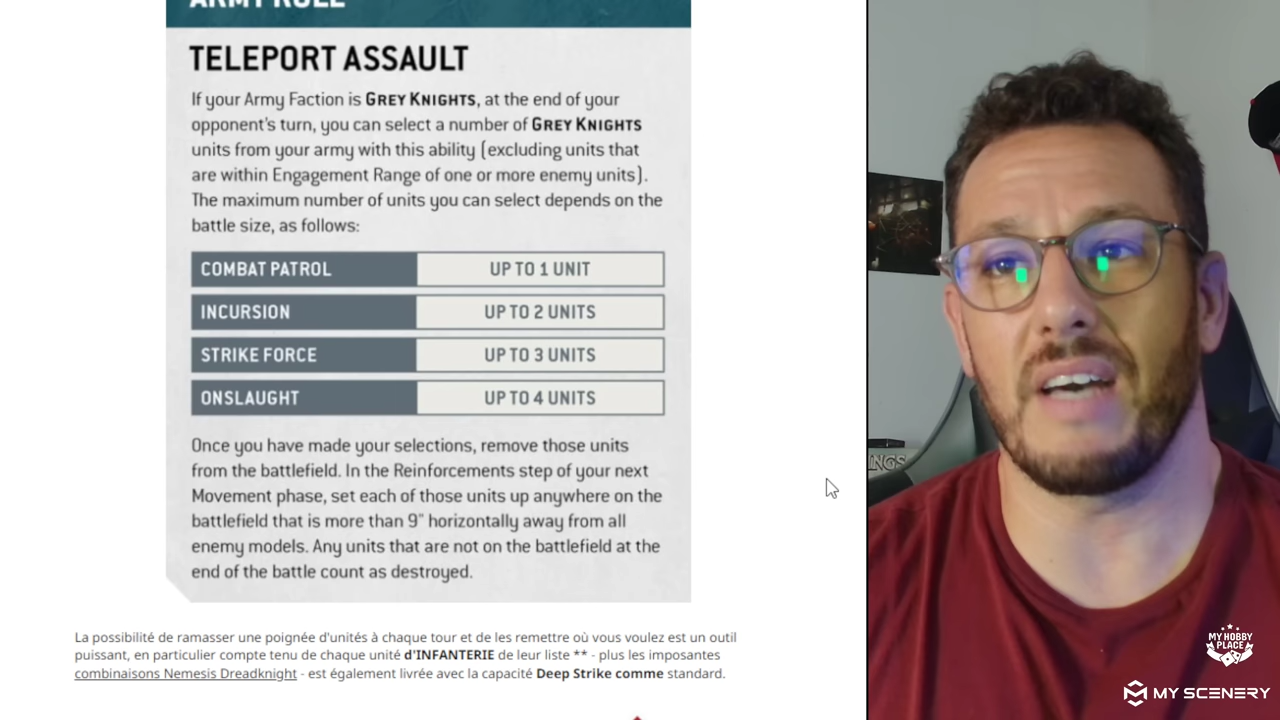 ARMY RULE
TELEPORT ASSAULT
If your Army Faction is GREY KNIGHTS, at the end of your
opponent's turn, you can select a number of GREY KNIGHTS
units from your army with this ability (excluding units that
are within Engagement Range of one or more enemy units).
The maximum number of units you can select depends on the
battle size, as follows:
COMBAT PATROL UP TO 1 UNIT
INCURSION UP TO 2 UNITS
STRIKE FORCE UP TO 3 UNITS
ONSLAUGHT UP TO 4 UNITS
Once you have made your selections, remove those units
from the battlefield. In the Reinforcements step of your next
Movement phase, set each of those units up anywhere on the
battlefield that is more than 9" horizontally away from all
enemy models. Any units that are not on the battlefield at the
end of the battle count as destroyed.
La possibilité de ramasser une poignée d'unités à chaque tour et de les remettre où vous voulez est un outil
puissant, en particulier compte tenu de chaque unité d'INFANTERIE de leur liste ** - plus les imposantes
combinaisons Nemesis Dreadknight - est également livrée avec la capacité Deep Strike comme standard.
INGS
MY HOBBY
PLACE
MY SCENERY